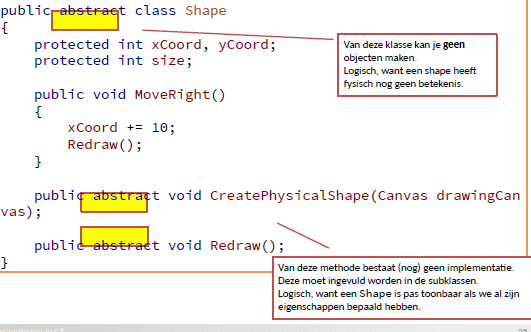 public abstract class Shape
{
protected int xCoord, yCoord;
protected int size;
public void MoveRight()
{
xCoord += 10;
Redraw();
}
public abstract void CreatePhysicalShape(Canvas drawingCan
vas);
public abstract void Redraw();
}
Van deze klasse kan je geen
objecten maken.
Logisch, want een shape heeft
fysisch nog geen betekenis.
Van deze methode bestaat (nog) geen implementatie.
Deze moet ingevuld worden in de subklassen.
Logisch, want een Shape is pas toonbaar als we al zijn
eigenschappen bepaald hebben.